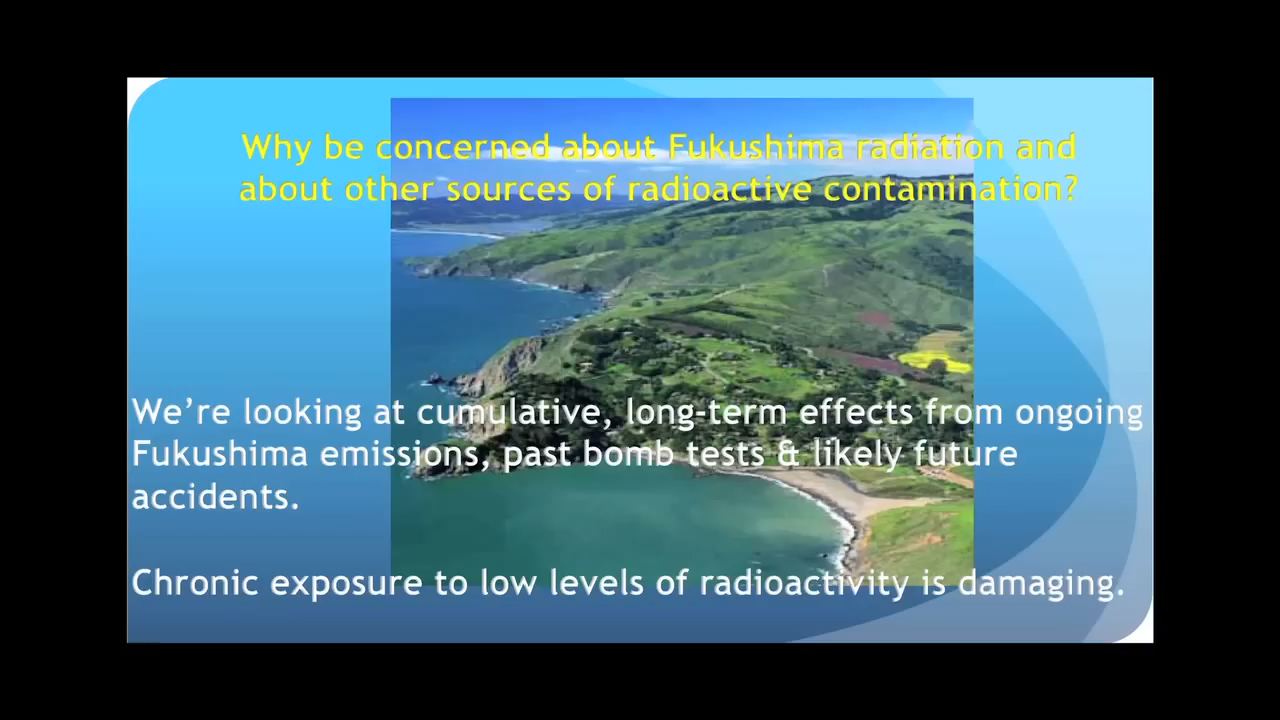 Why be concerned about Fukushima radiation and
about other sources of radioactive contamination?
We’re looking at cumulative, long-term effects from ongoing
Fukushima emissions, past bomb tests & likely future
accidents.
Chronic exposure to low levels of radioactivity is damaging.